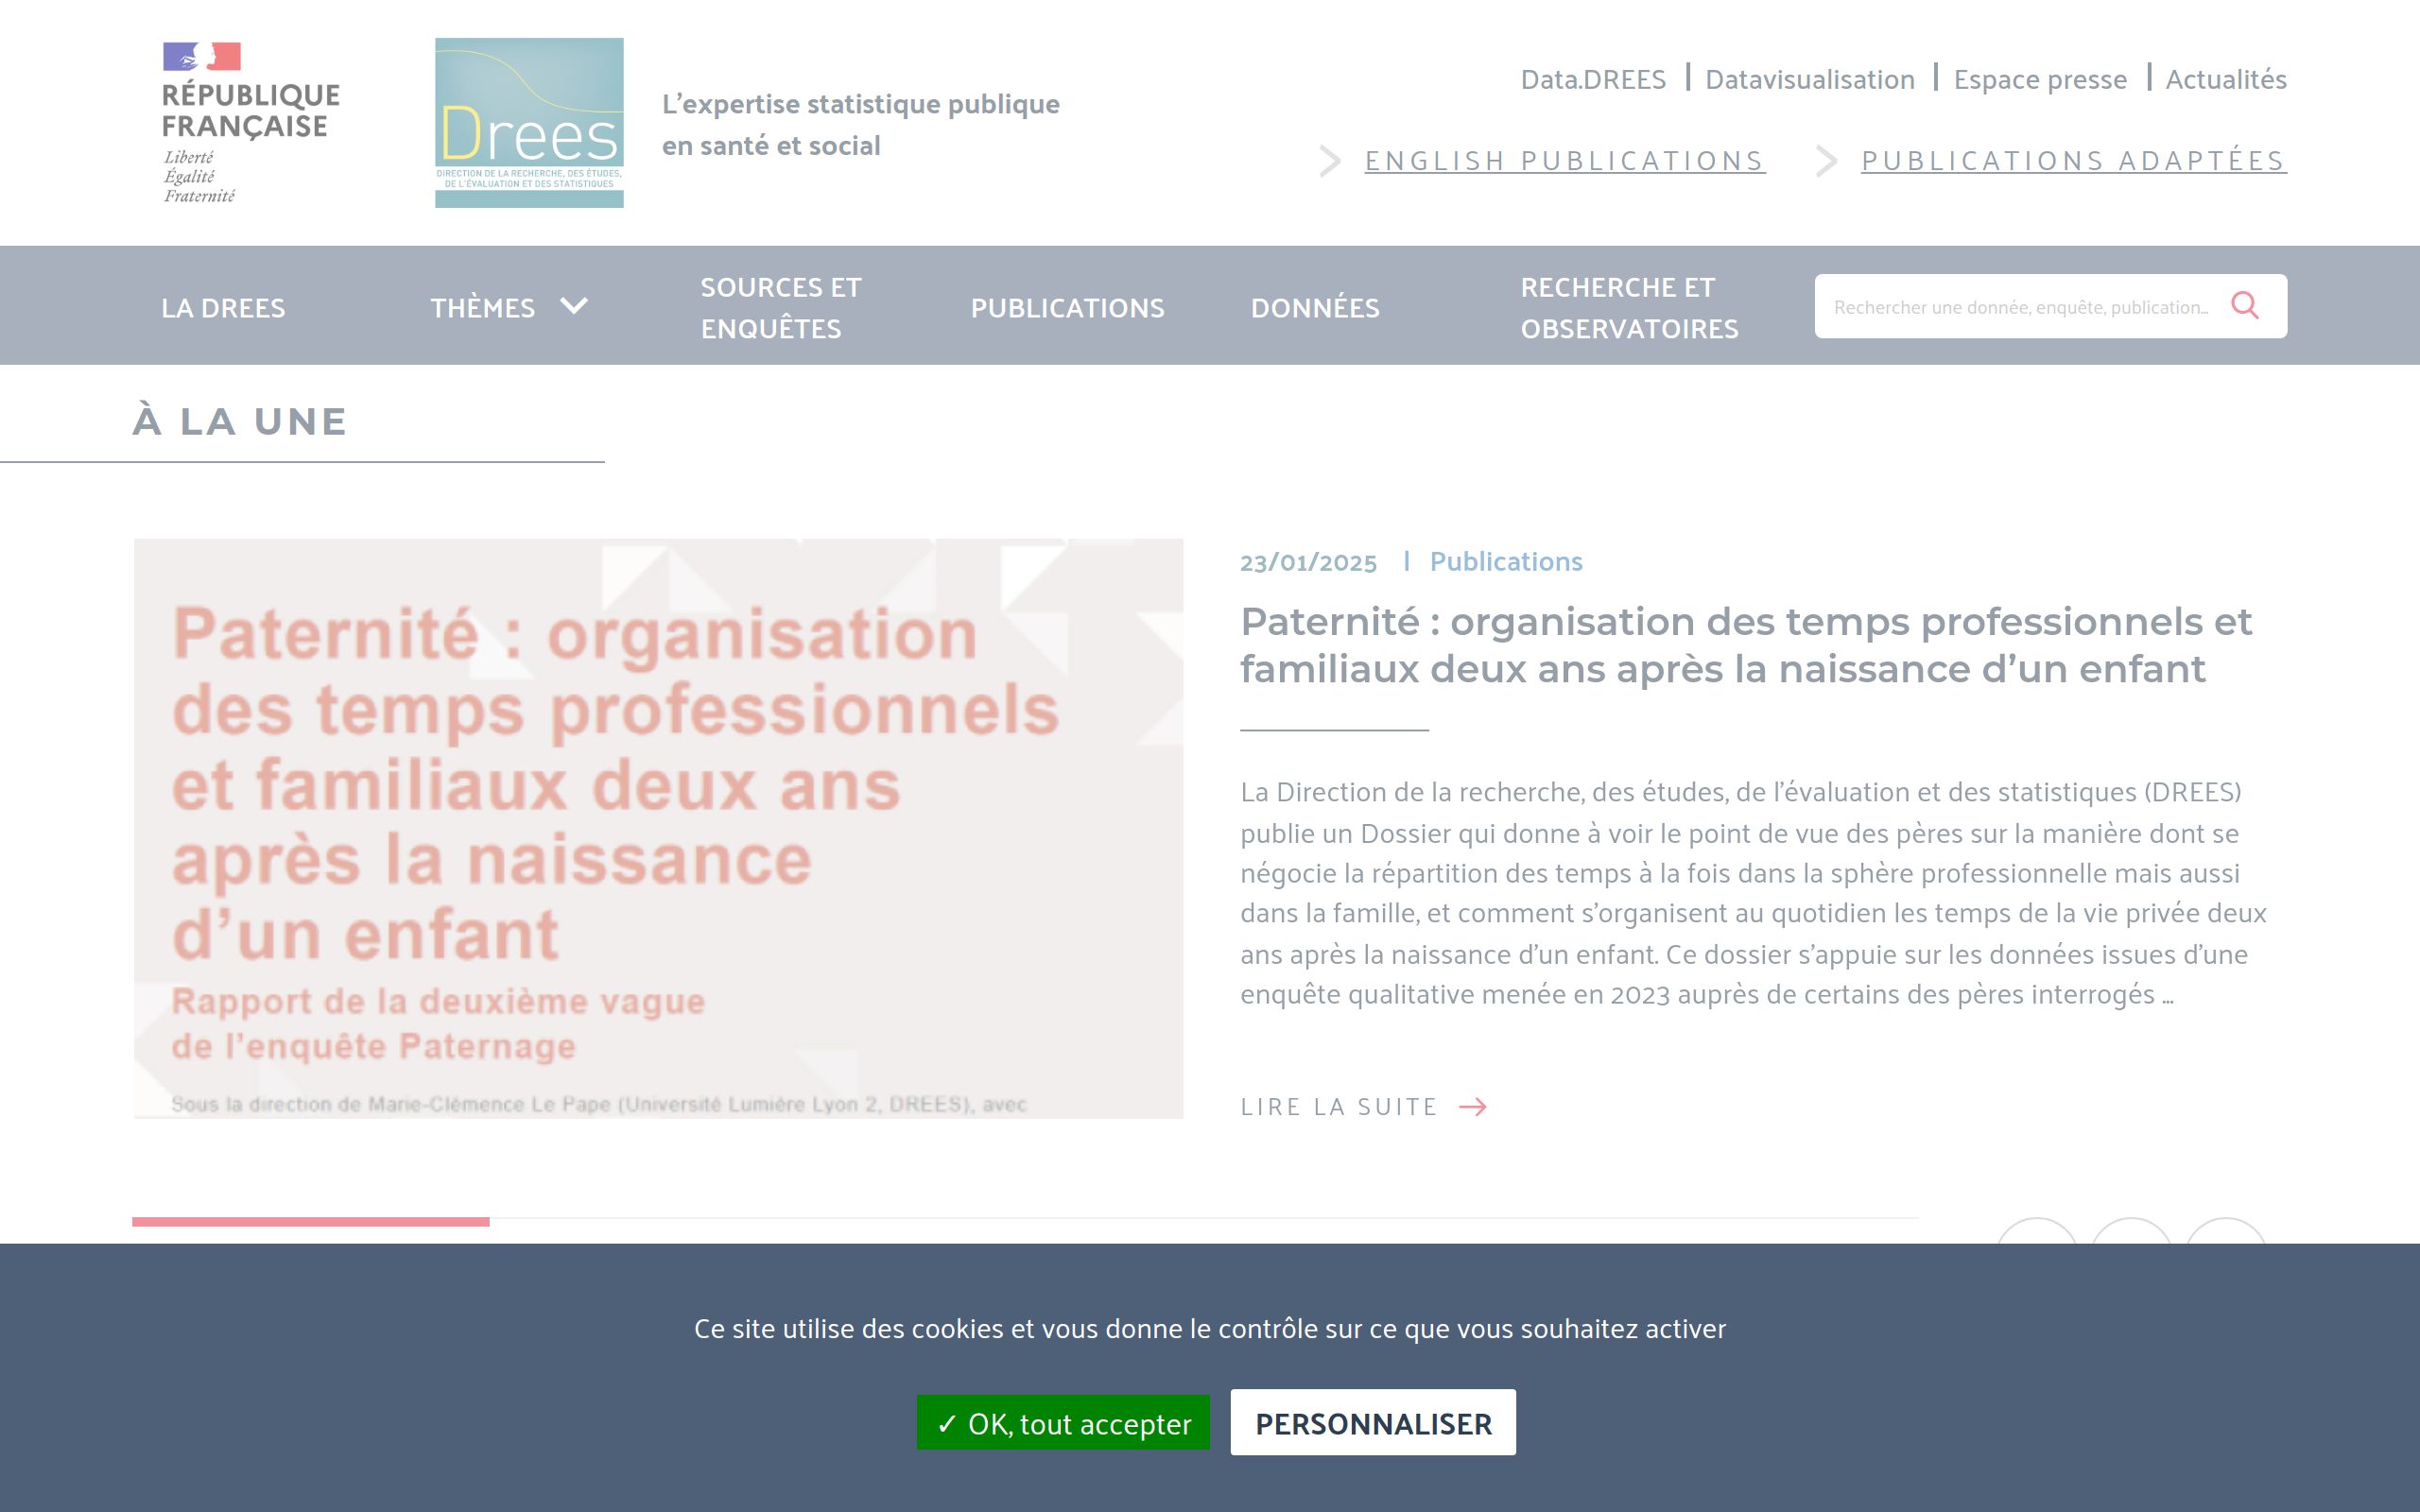 RÉPUBLIQUE
FRANÇAISE
Liberté
Égalité
Fraternité
Drees
DIRECTION DE LA RECHERCHE, DES ÉTUDES,
DE L'ÉVALUATION ET DES STATISTIQUES
L'expertise statistique publique
en santé et social
Data.DREES | Datavisualisation | Espace presse | Actualités
ENGLISH PUBLICATIONS PUBLICATIONS ADAPTÉES
LA DREES
THÈMES
SOURCES ET
ENQUÊTES
PUBLICATIONS
DONNÉES
RECHERCHE ET
OBSERVATOIRES
Rechercher une donnée, enquête, publication...
À LA UNE
Paternité : organisation
des temps professionnels
et familiaux deux ans
après la naissance
d'un enfant
Rapport de la deuxième vague
de l'enquête Paternage
Sous la direction de Marie-Clémence Le Pape (Université Lumière Lyon 2, DREES), avec
23/01/2025 | Publications
Paternité : organisation des temps professionnels et
familiaux deux ans après la naissance d'un enfant
La Direction de la recherche, des études, de l'évaluation et des statistiques (DREES)
publie un Dossier qui donne à voir le point de vue des pères sur la manière dont se
négocie la répartition des temps à la fois dans la sphère professionnelle mais aussi
dans la famille, et comment s'organisent au quotidien les temps de la vie privée deux
ans après la naissance d'un enfant. Ce dossier s'appuie sur les données issues d'une
enquête qualitative menée en 2023 auprès de certains des pères interrogés ...
LIRE LA SUITE
Ce site utilise des cookies et vous donne le contrôle sur ce que vous souhaitez activer
✓ OK, tout accepter
PERSONNALISER